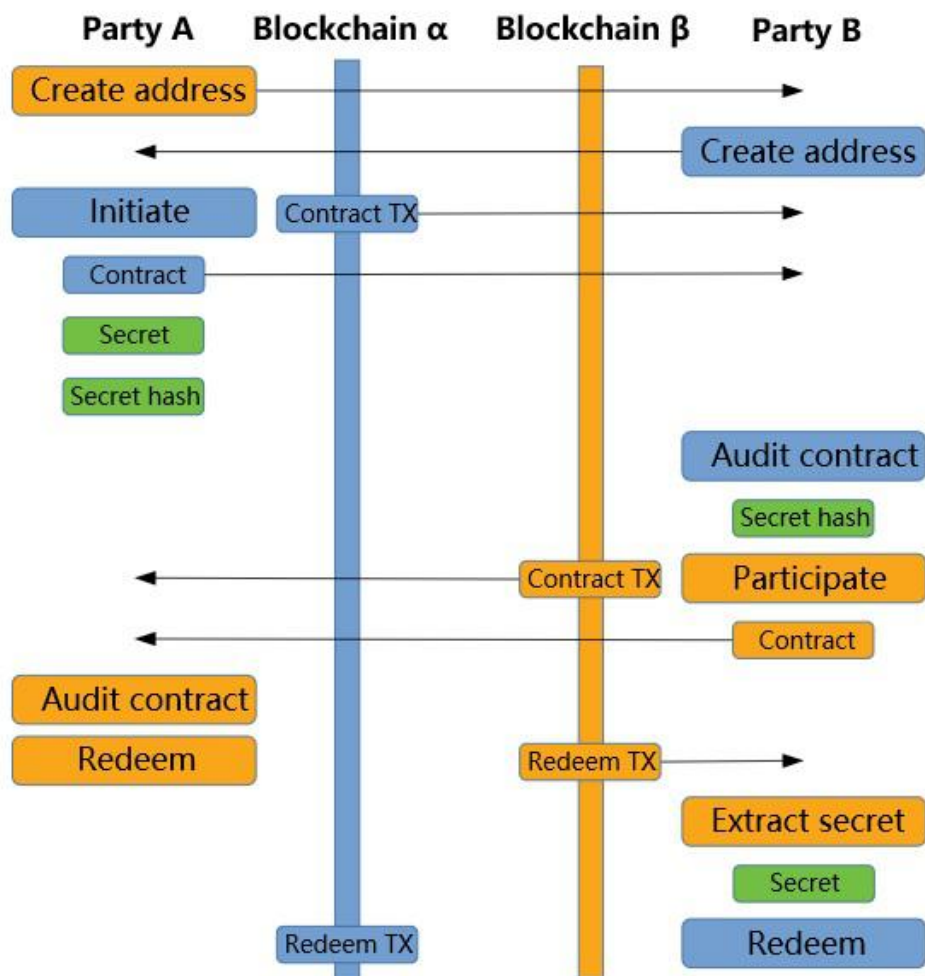 Party A Blockchain α Blockchain β Party B
Create address
Create address
Initiate Contract TX
Contract
Secret
Secret hash
Audit contract
Secret hash
Contract TX Participate
Contract
Audit contract
Redeem Redeem TX
Extract secret
Secret
Redeem TX Redeem